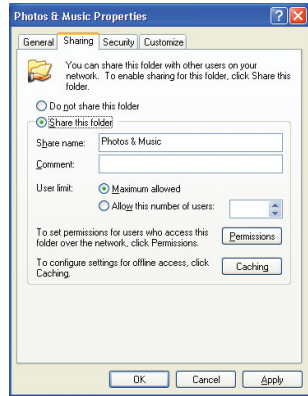 Photos & Music Properties
General Sharing Security Customize
You can share this folder with other users on your
network. To enable sharing for this folder, click Share this
folder.
Do not share this folder
Share this folder
Share name: Photos & Music
Comment:
User limit: Maximum allowed
Allow this number of users:
To set permissions for users who access this
folder over the network, click Permissions.
Permissions
To configure settings for offline access, click
Caching.
Caching
OK Cancel Apply